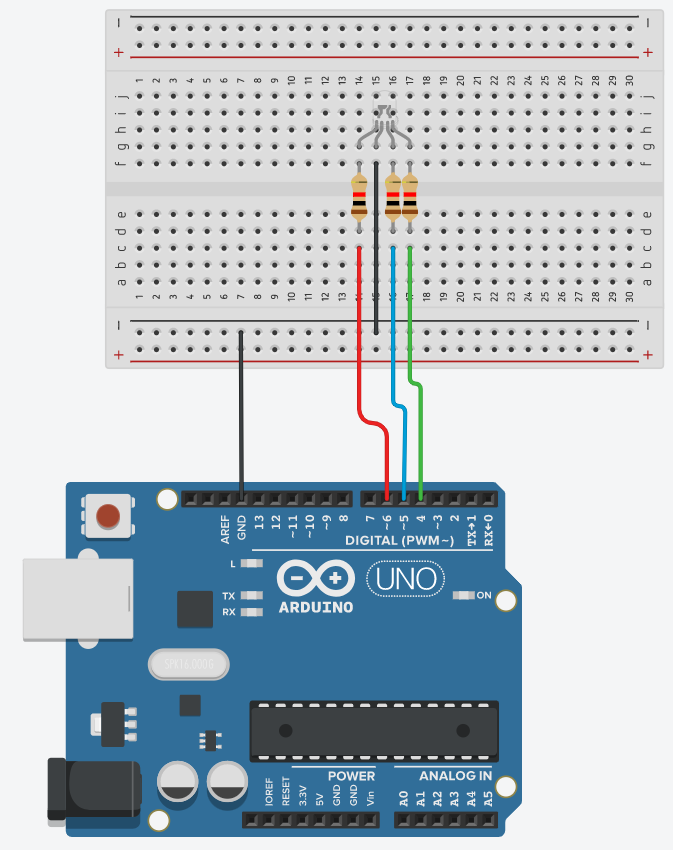 − −
+ +
1 2 3 4 5 6 7 8 9 10 11 12 13 14 15 16 17 18 19 20 21 22 23 24 25 26 27 28 29 30
j j
i i
h h
g g
f f
e e
d d
c c
b b
a a
1 2 3 4 5 6 7 8 9 10 11 12 13 14 15 16 17 18 19 20 21 22 23 24 25 26 27 28 29 30
− −
+ +
AREF GND 13 12 ~11 ~10 ~9 8 7 ~6 ~5 4 ~3 2 TX→1 RX←0
DIGITAL (PWM~)
L
TX
RX
ARDUINO
UNO
ON
POWER
ANALOG IN
IOREF RESET 3.3V 5V GND GND Vin A0 A1 A2 A3 A4 A5